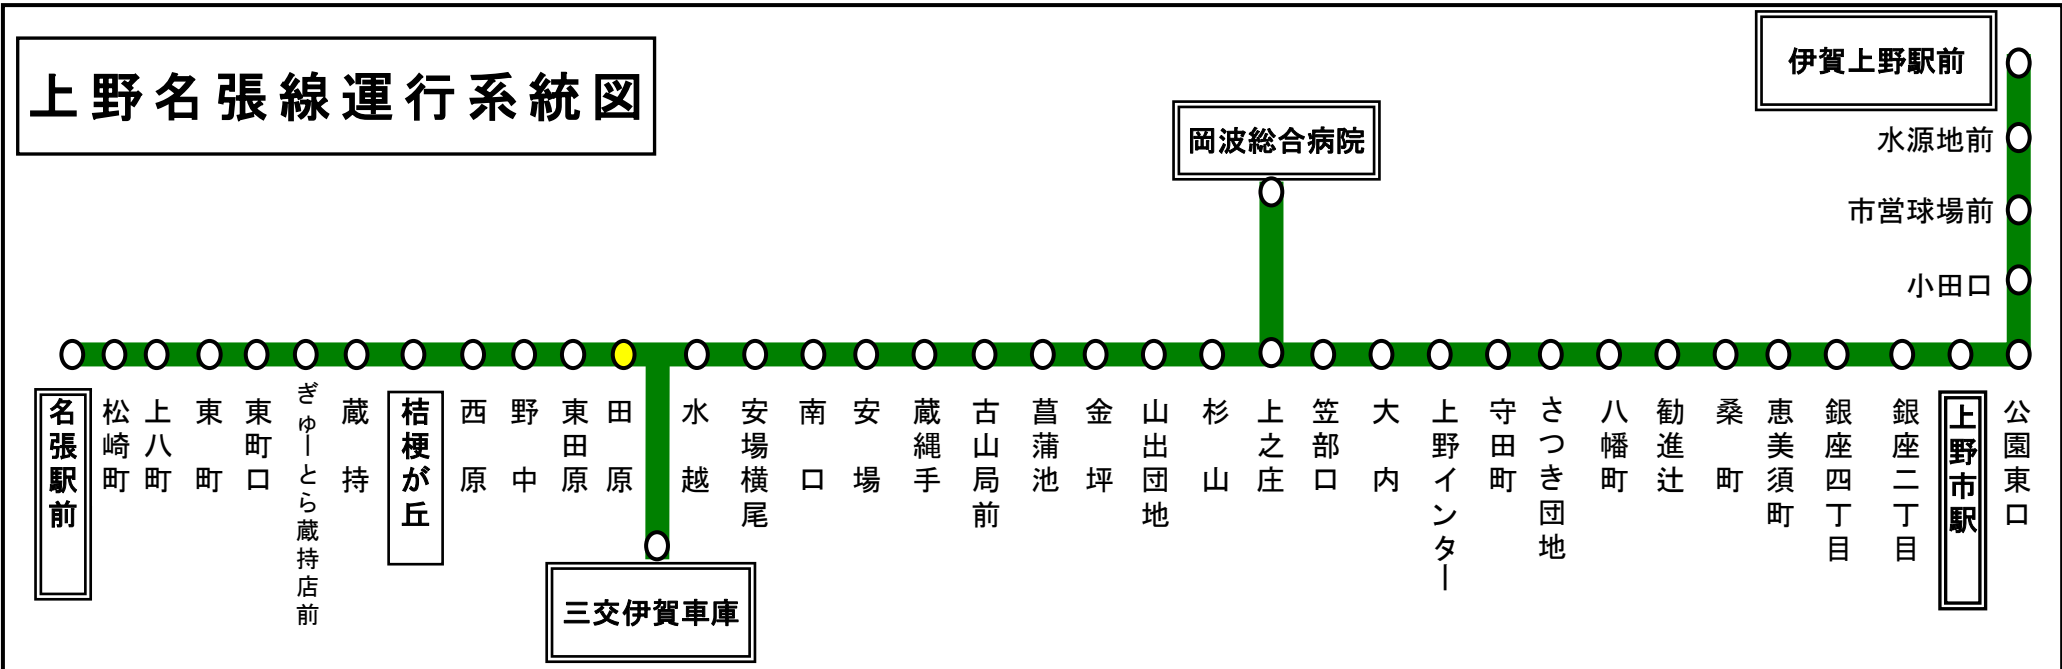 上野名張線運行系統図
伊賀上野駅前
岡波総合病院
水源地前
市営球場前
小田口
名張駅前
松崎町
上八町
東町
東町口
ぎゅーとら蔵持店前
蔵持
桔梗が丘
西原
野中
東田原
田原
水越
安場横尾
南口
安場
蔵縄手
古山局前
菖蒲池
金坪
山出団地
杉山
上之庄
笠部口
大内
上野インター
守田町
さつき団地
八幡町
勧進辻
桑町
恵美須町
銀座四丁目
銀座二丁目
上野市駅
公園東口
三交伊賀車庫